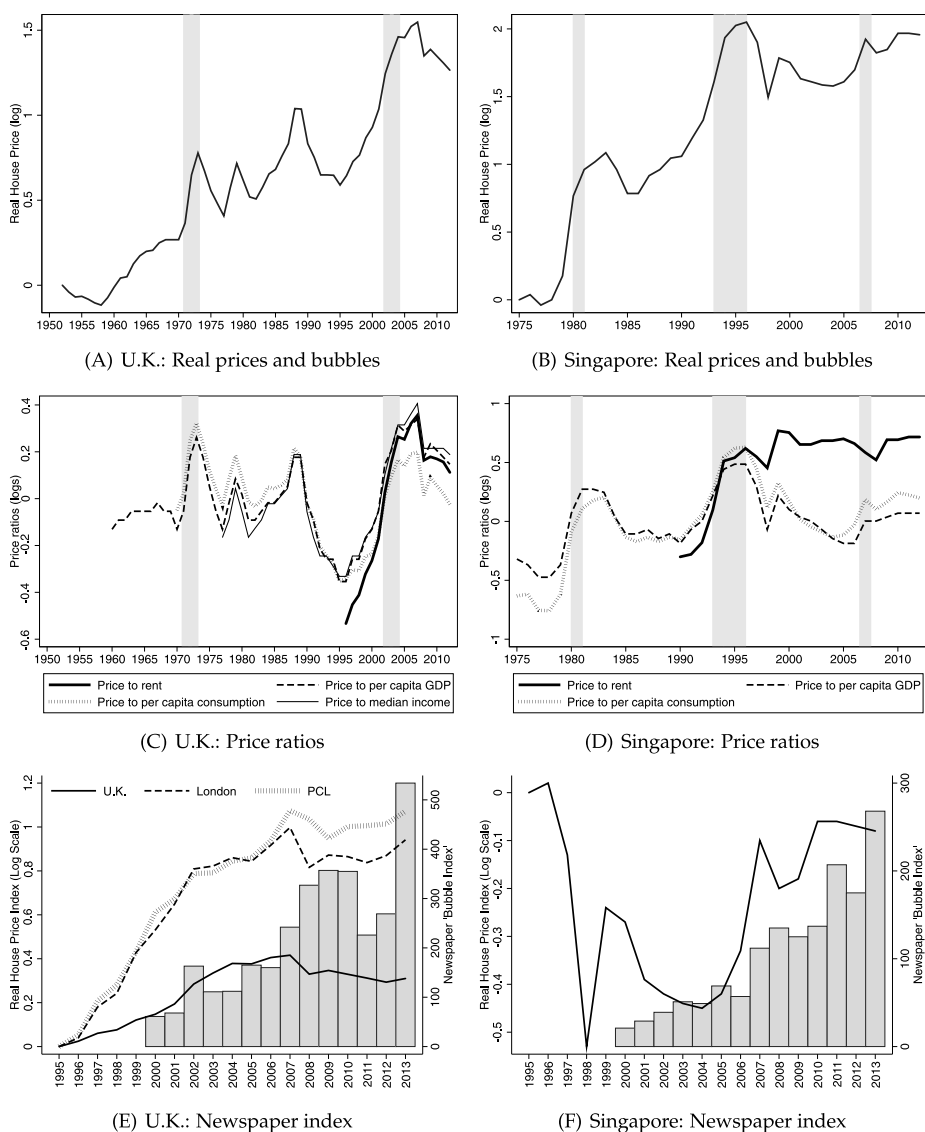 Real House Price (log)
0 0.5 1 1.5
1950 1955 1960 1965 1970 1975 1980 1985 1990 1995 2000 2005 2010
(A) U.K.: Real prices and bubbles
Real House Price (log)
0 0.5 1 1.5 2
1975 1980 1985 1990 1995 2000 2005 2010
(B) Singapore: Real prices and bubbles
Price ratios (logs)
-0.6 -0.4 -0.2 0 0.2 0.4
1950 1955 1960 1965 1970 1975 1980 1985 1990 1995 2000 2005 2010
Price to rent Price to per capita GDP
Price to per capita consumption Price to median income
(C) U.K.: Price ratios
Price ratios (logs)
-1 -0.5 0 0.5 1
1975 1980 1985 1990 1995 2000 2005 2010
Price to rent Price to per capita GDP
Price to per capita consumption
(D) Singapore: Price ratios
U.K. London PCL
Real House Price Index (Log Scale)
0 0.2 0.4 0.6 0.8 1 1.2
Newspaper 'Bubble Index'
0 100 200 300 400 500
1995 1996 1997 1998 1999 2000 2001 2002 2003 2004 2005 2006 2007 2008 2009 2010 2011 2012 2013
(E) U.K.: Newspaper index
Real House Price Index (Log Scale)
-0.5 -0.4 -0.3 -0.2 -0.1 0
Newspaper 'Bubble Index'
0 100 200 300
1995 1996 1997 1998 1999 2000 2001 2002 2003 2004 2005 2006 2007 2008 2009 2010 2011 2012 2013
(F) Singapore: Newspaper index